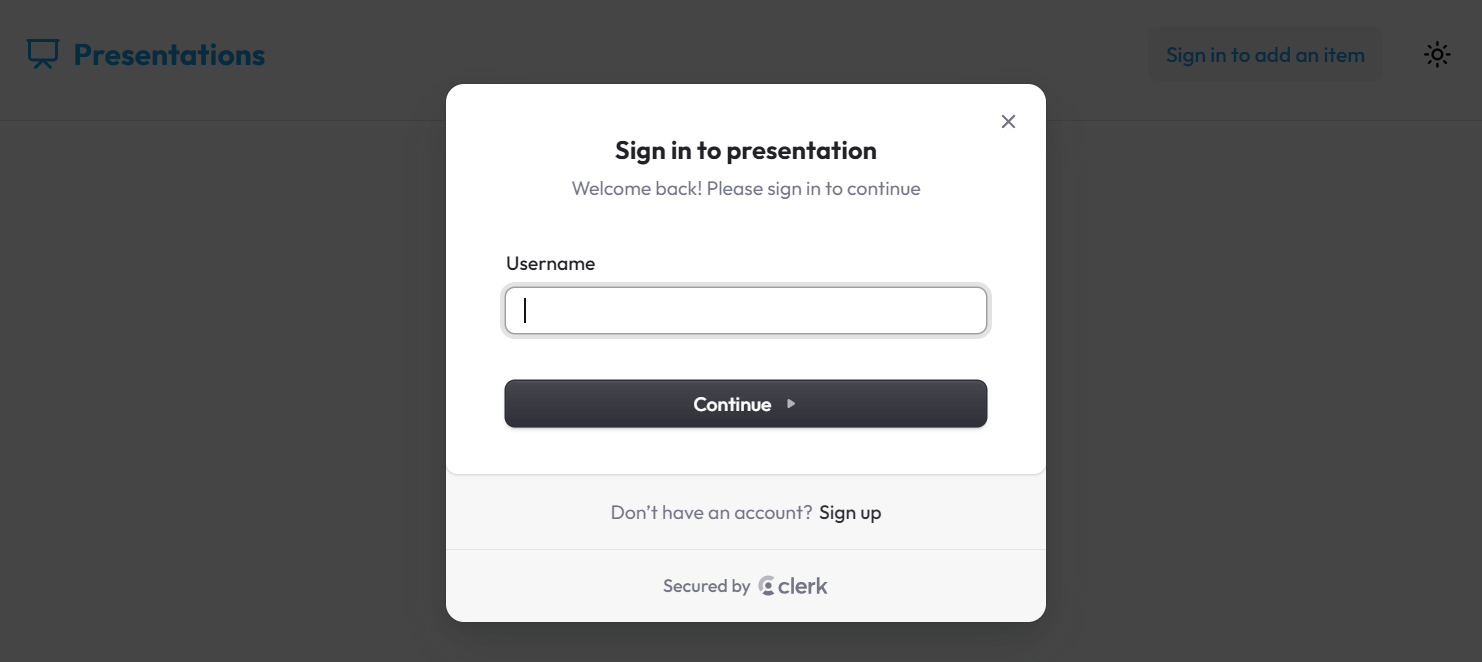 Presentations
Sign in to add an item
Sign in to presentation
Welcome back! Please sign in to continue
Username
Continue
Don’t have an account? Sign up
Secured by clerk